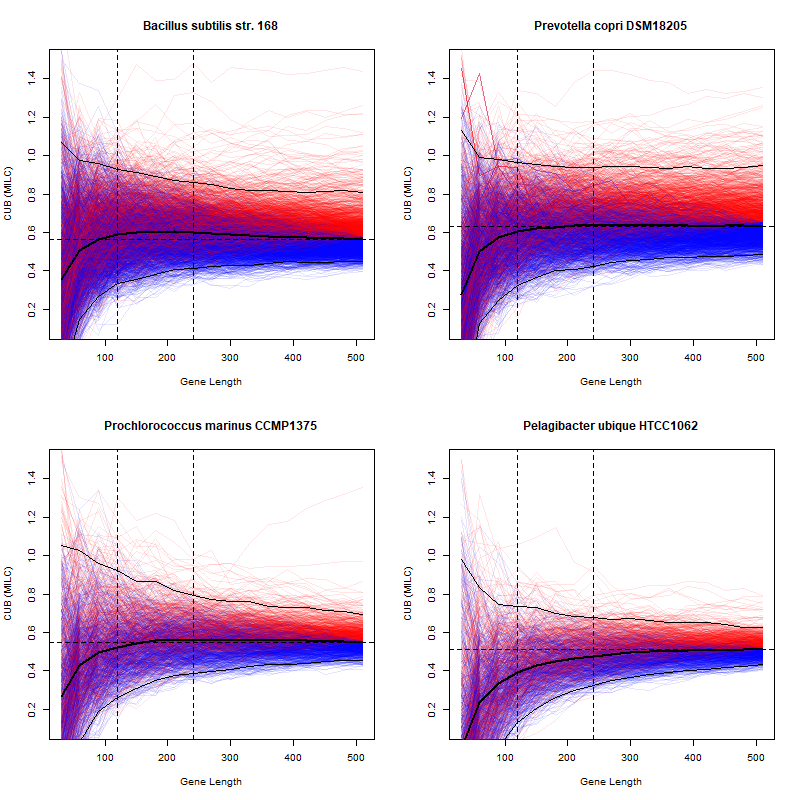 Bacillus subtilis str. 168
CUB (MILC)
1.4
1.2
1.0
0.8
0.6
0.4
0.2
100 200 300 400 500
Gene Length
Prevotella copri DSM18205
CUB (MILC)
1.4
1.2
1.0
0.8
0.6
0.4
0.2
100 200 300 400 500
Gene Length
Prochlorococcus marinus CCMP1375
CUB (MILC)
1.4
1.2
1.0
0.8
0.6
0.4
0.2
100 200 300 400 500
Gene Length
Pelagibacter ubique HTCC1062
CUB (MILC)
1.4
1.2
1.0
0.8
0.6
0.4
0.2
100 200 300 400 500
Gene Length